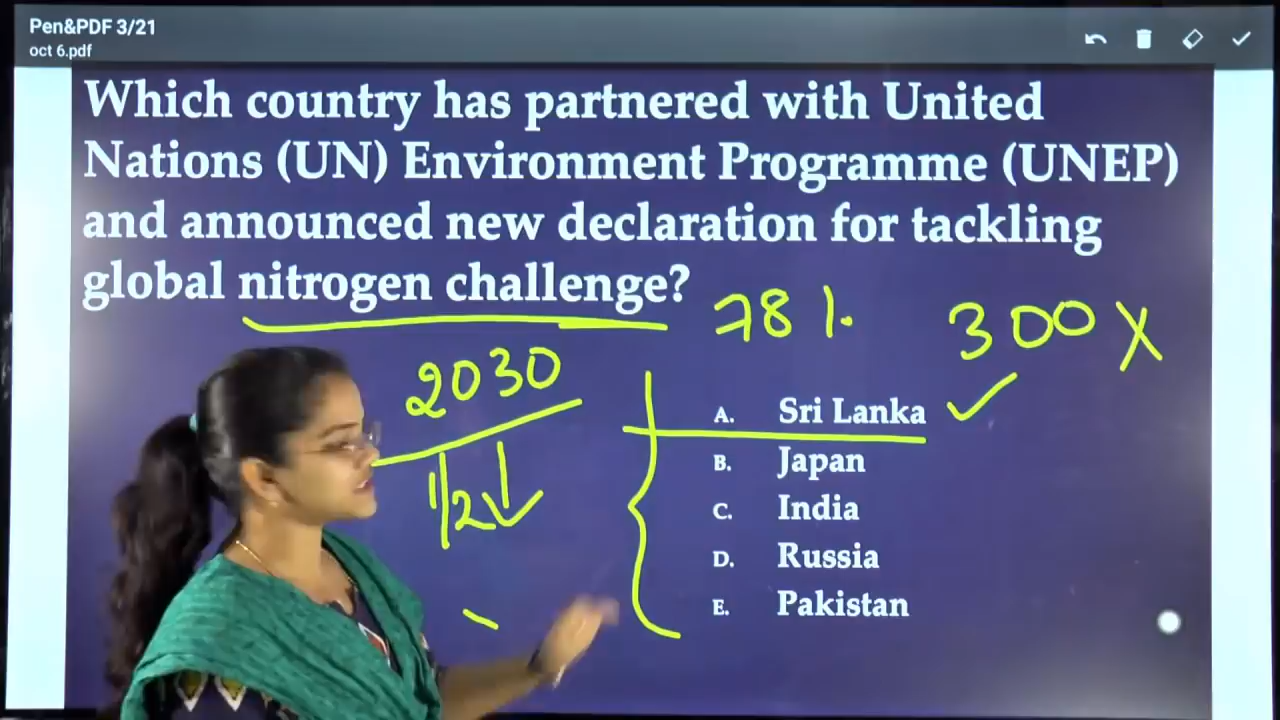 Pen&PDF 3/21
oct 6.pdf
Which country has partnered with United
Nations (UN) Environment Programme (UNEP)
and announced new declaration for tackling
global nitrogen challenge?
78 %
300 X
2030
1/2 ↓
A. Sri Lanka ✓
B. Japan
C. India
D. Russia
E. Pakistan